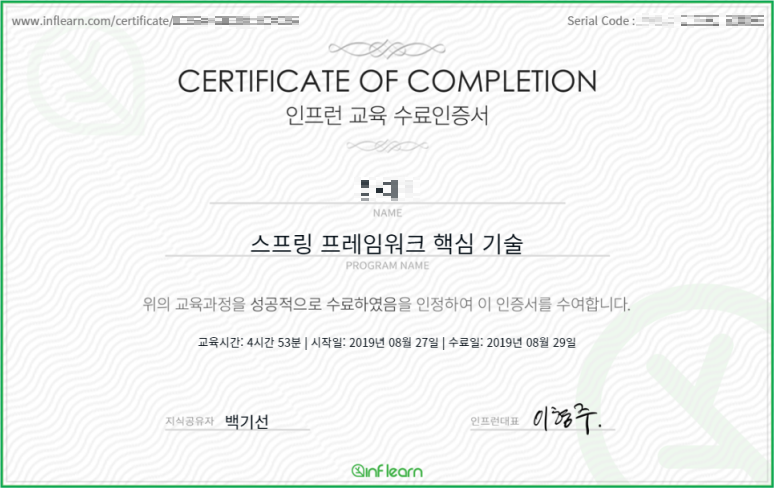 www.inflearn.com/certificate/
Serial Code :
CERTIFICATE OF COMPLETION
인프런 교육 수료인증서
NAME
스프링 프레임워크 핵심 기술
PROGRAM NAME
위의 교육과정을 성공적으로 수료하였음을 인정하여 이 인증서를 수여합니다.
교육시간: 4시간 53분 | 시작일: 2019년 08월 27일 | 수료일: 2019년 08월 29일
지식공유자 백기선
인프런대표 이형주.
inflearn